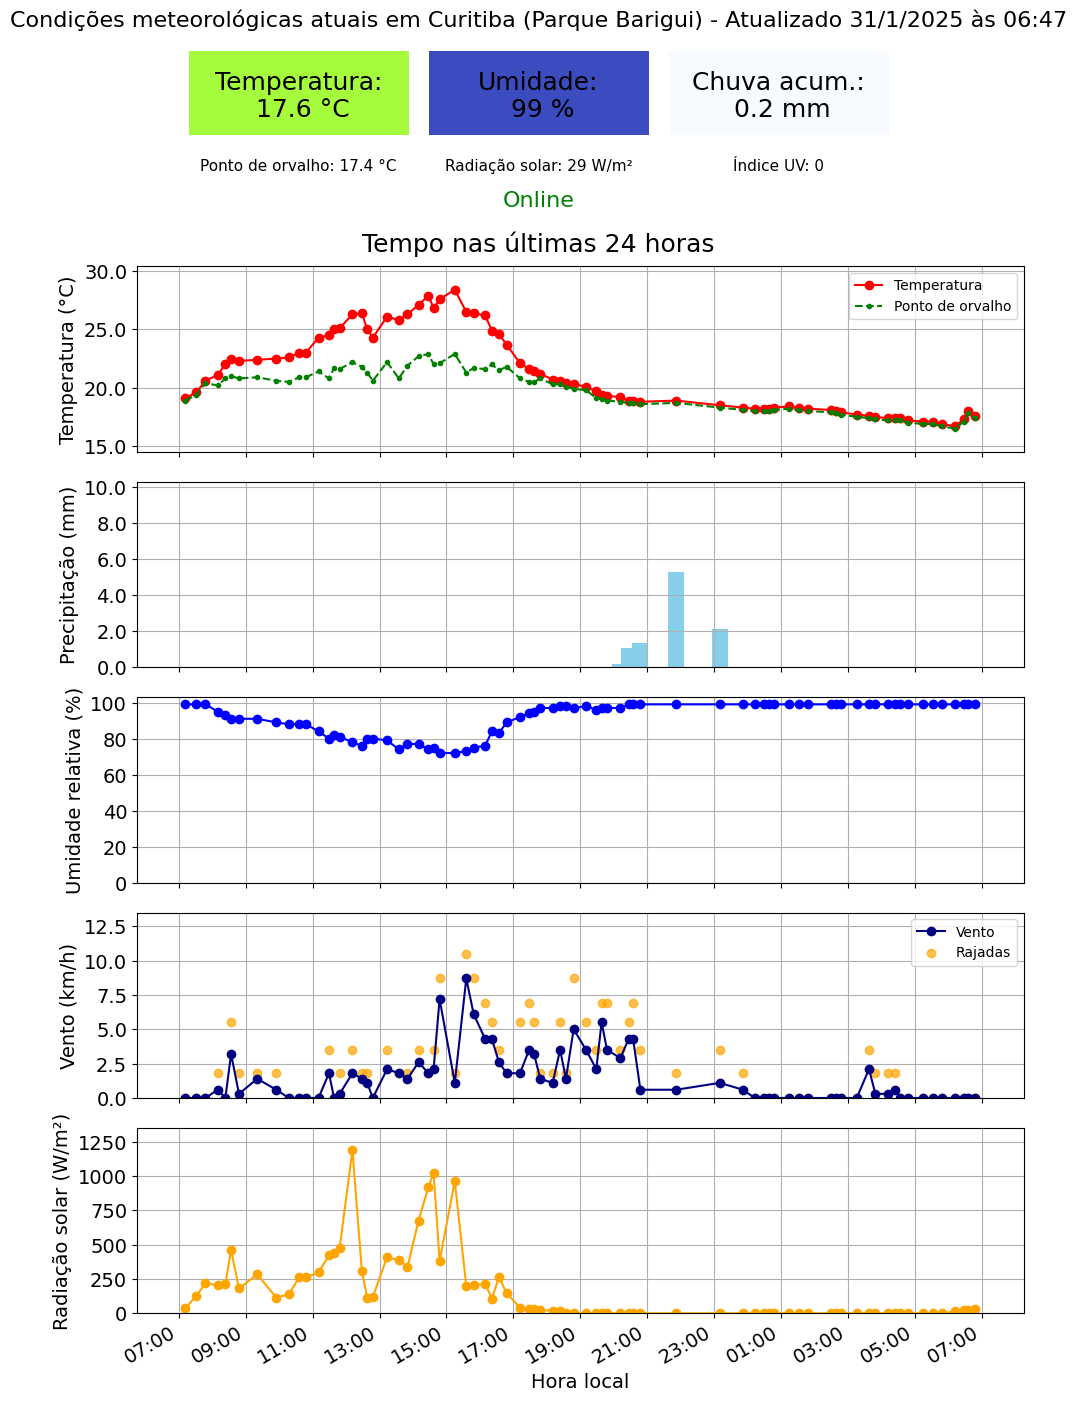 Condições meteorológicas atuais em Curitiba (Parque Barigui) - Atualizado 31/1/2025 às 06:47
Temperatura:
17.6 °C
Umidade:
99 %
Chuva acum.:
0.2 mm
Ponto de orvalho: 17.4 °C
Radiação solar: 29 W/m²
Índice UV: 0
Online
Tempo nas últimas 24 horas
Temperatura (°C)
30.0
25.0
20.0
15.0
Temperatura
Ponto de orvalho
Precipitação (mm)
10.0
8.0
6.0
4.0
2.0
0.0
Umidade relativa (%)
100
80
60
40
20
0
Vento (km/h)
12.5
10.0
7.5
5.0
2.5
0.0
Vento
Rajadas
Radiação solar (W/m²)
1250
1000
750
500
250
0
07:00
09:00
11:00
13:00
15:00
17:00
19:00
21:00
23:00
01:00
03:00
05:00
07:00
Hora local